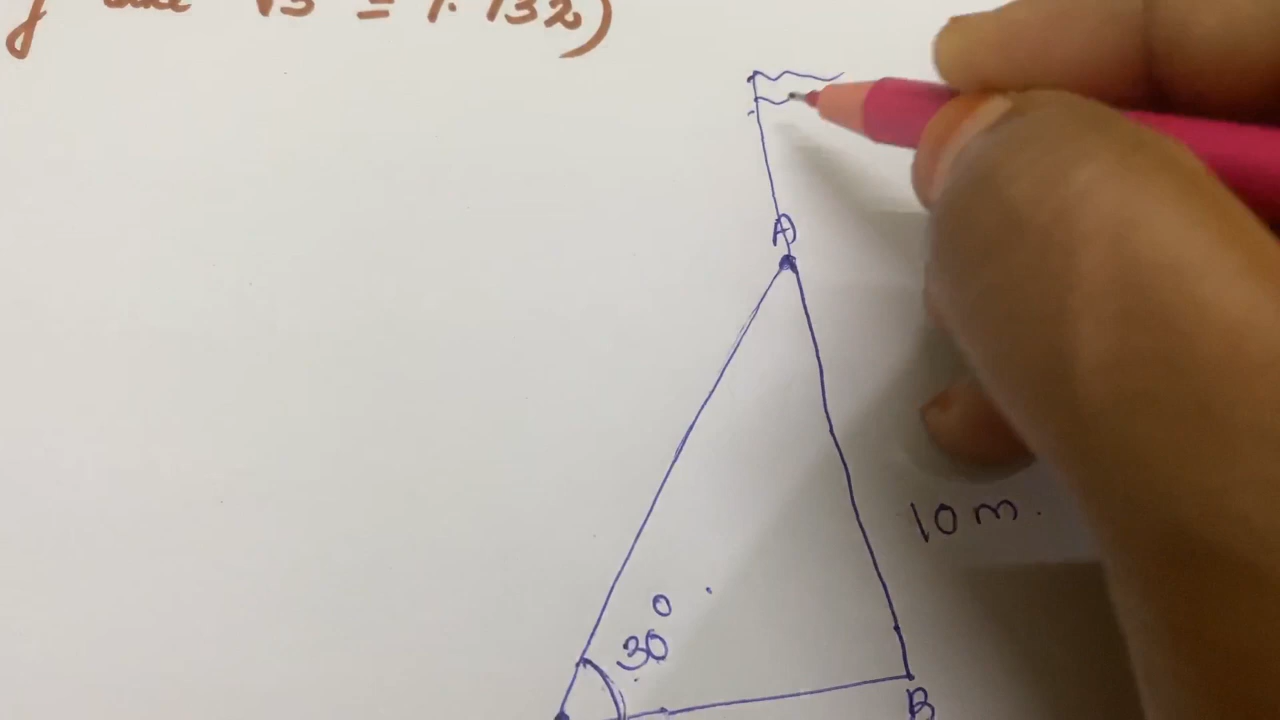 √3 = 1.732)
A
10 m.
30°
B